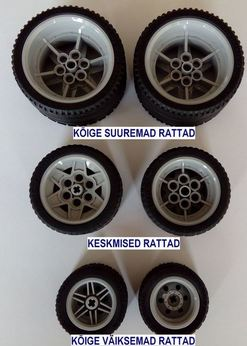 KÕIGE SUUREMAD RATTAD
KESKMISED RATTAD
KÕIGE VÄIKSEMAD RATTAD